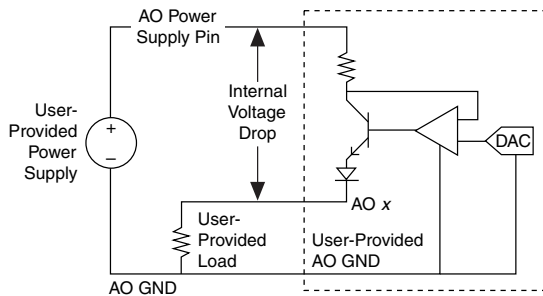 AO Power
Supply Pin
User-
Provided
Power
Supply
+
–
Internal
Voltage
Drop
DAC
AO x
User-
Provided
Load
User-Provided
AO GND
AO GND